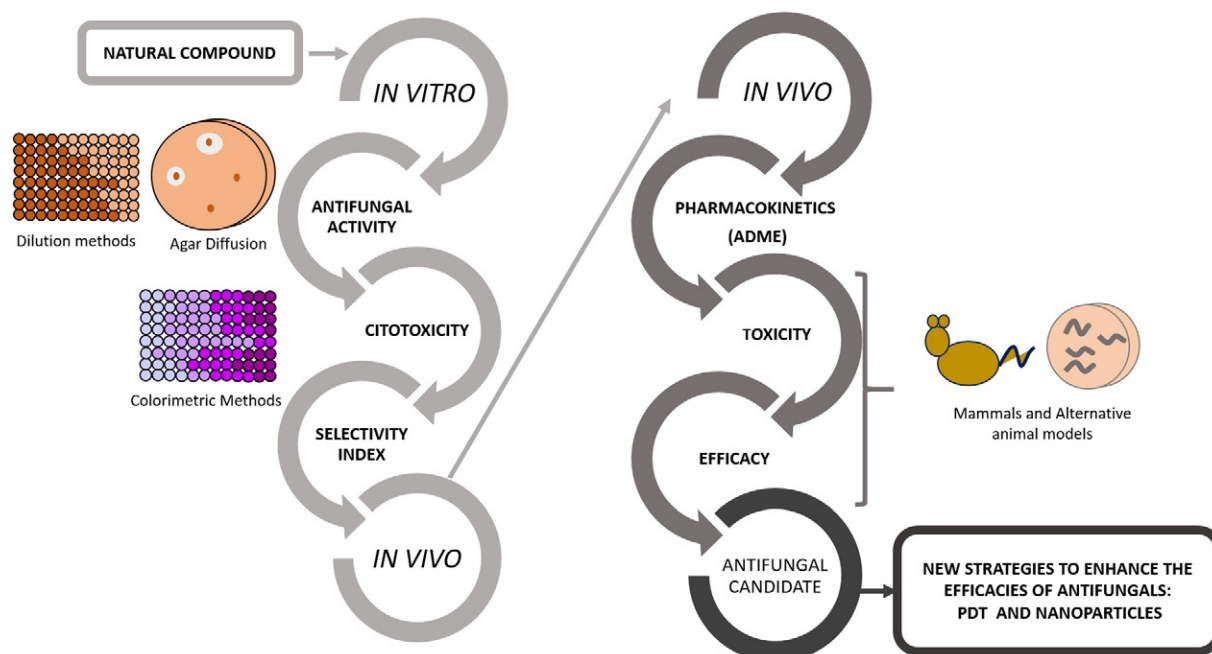 NATURAL COMPOUND
IN VITRO
Dilution methods
Agar Diffusion
ANTIFUNGAL
ACTIVITY
CITOTOXICITY
Colorimetric Methods
SELECTIVITY
INDEX
IN VIVO
IN VIVO
PHARMACOKINETICS
(ADME)
TOXICITY
Mammals and Alternative
animal models
EFFICACY
ANTIFUNGAL
CANDIDATE
NEW STRATEGIES TO ENHANCE THE
EFFICACIES OF ANTIFUNGALS:
PDT AND NANOPARTICLES